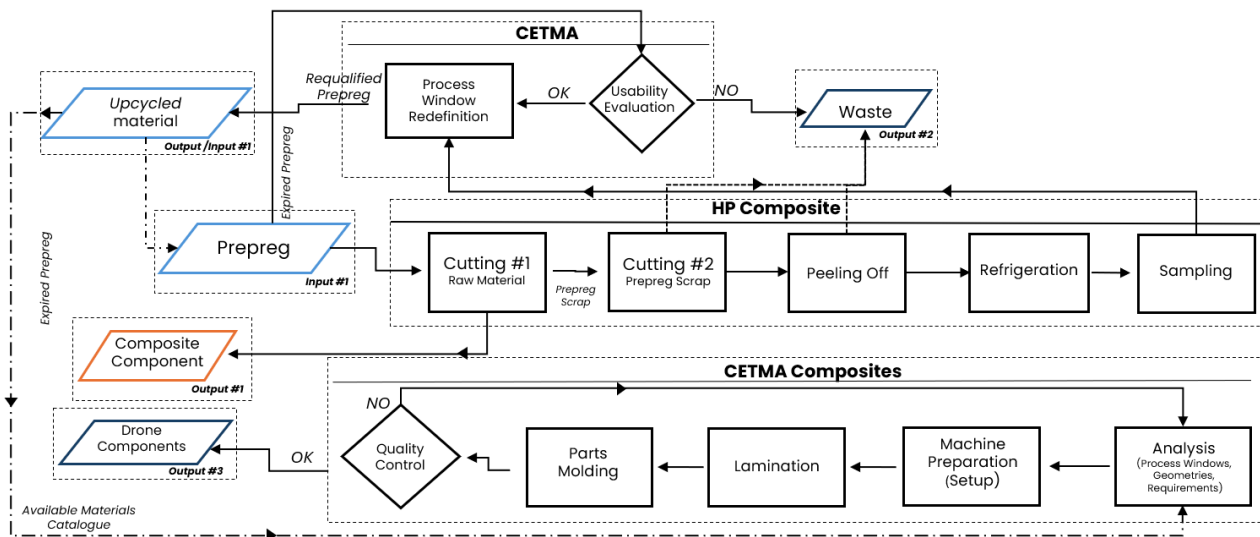 CETMA
Requalified
Prepreg
Process
Window
Redefinition
OK
Usability
Evaluation
NO
Waste
Output #2
Upcycled
material
Output /Input #1
Expired Prepreg
Prepreg
Input #1
HP Composite
Cutting #1
Raw Material
Prepreg
Scrap
Cutting #2
Prepreg Scrap
Peeling Off
Refrigeration
Sampling
Expired Prepreg
Composite
Component
Output #1
CETMA Composites
Drone
Components
Output #3
OK
NO
Quality
Control
Parts
Molding
Lamination
Machine
Preparation
(Setup)
Analysis
(Process Windows,
Geometries,
Requirements)
Available Materials
Catalogue